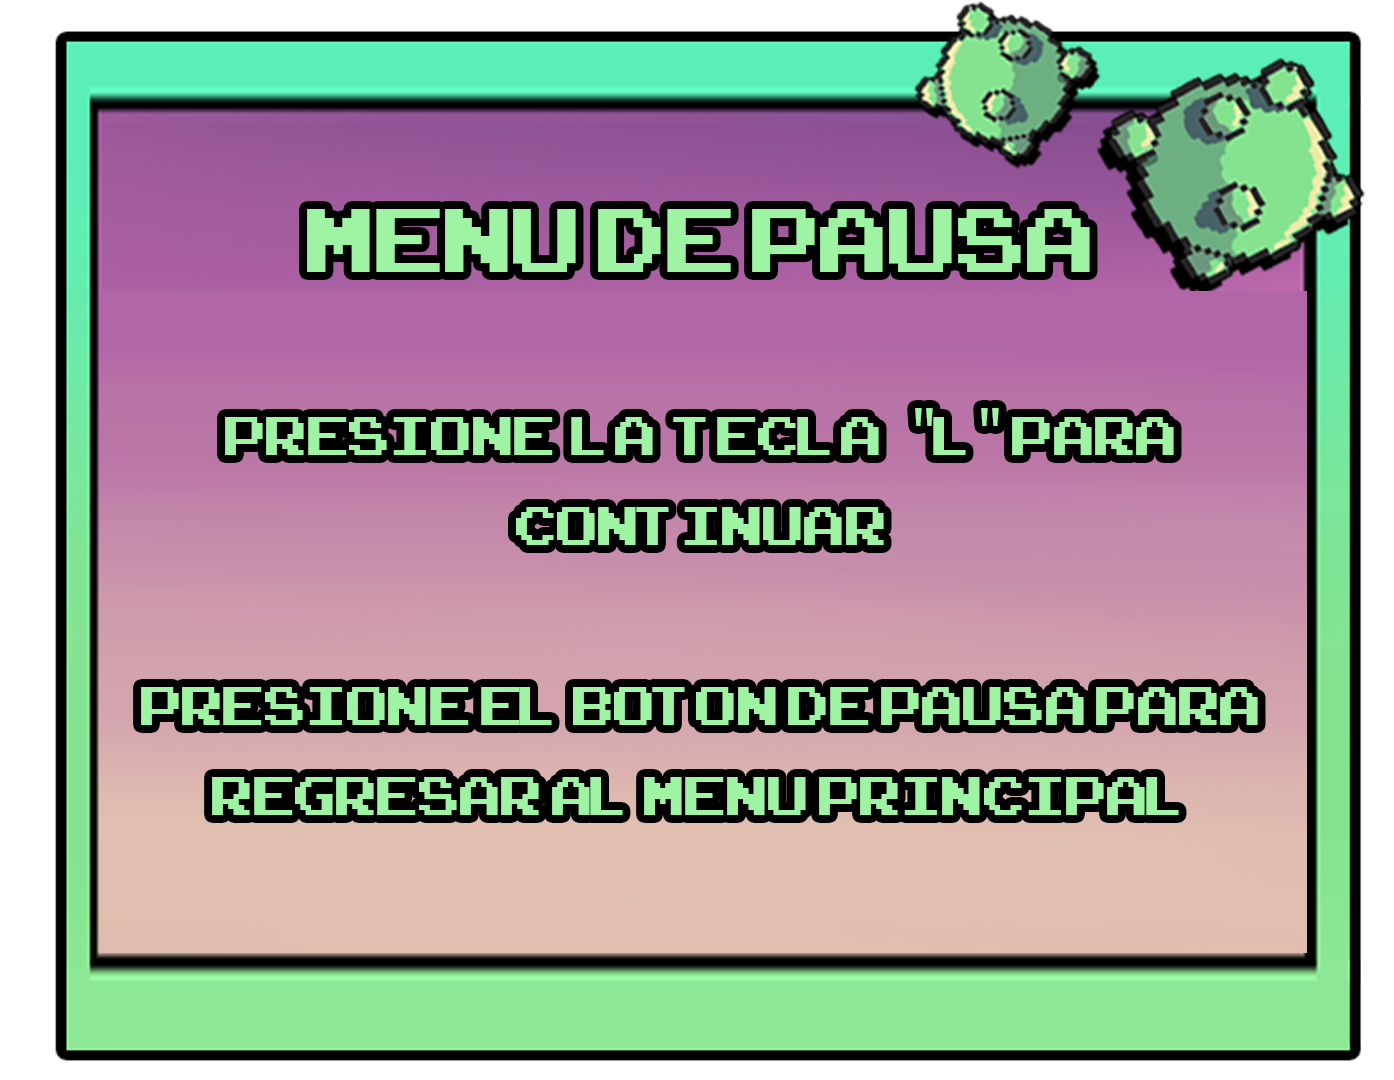 MENU DE PAUSA
PRESIONE LA TECLA "L" PARA
CONTINUAR
PRESIONE EL BOTON DE PAUSA PARA
REGRESAR AL MENU PRINCIPAL